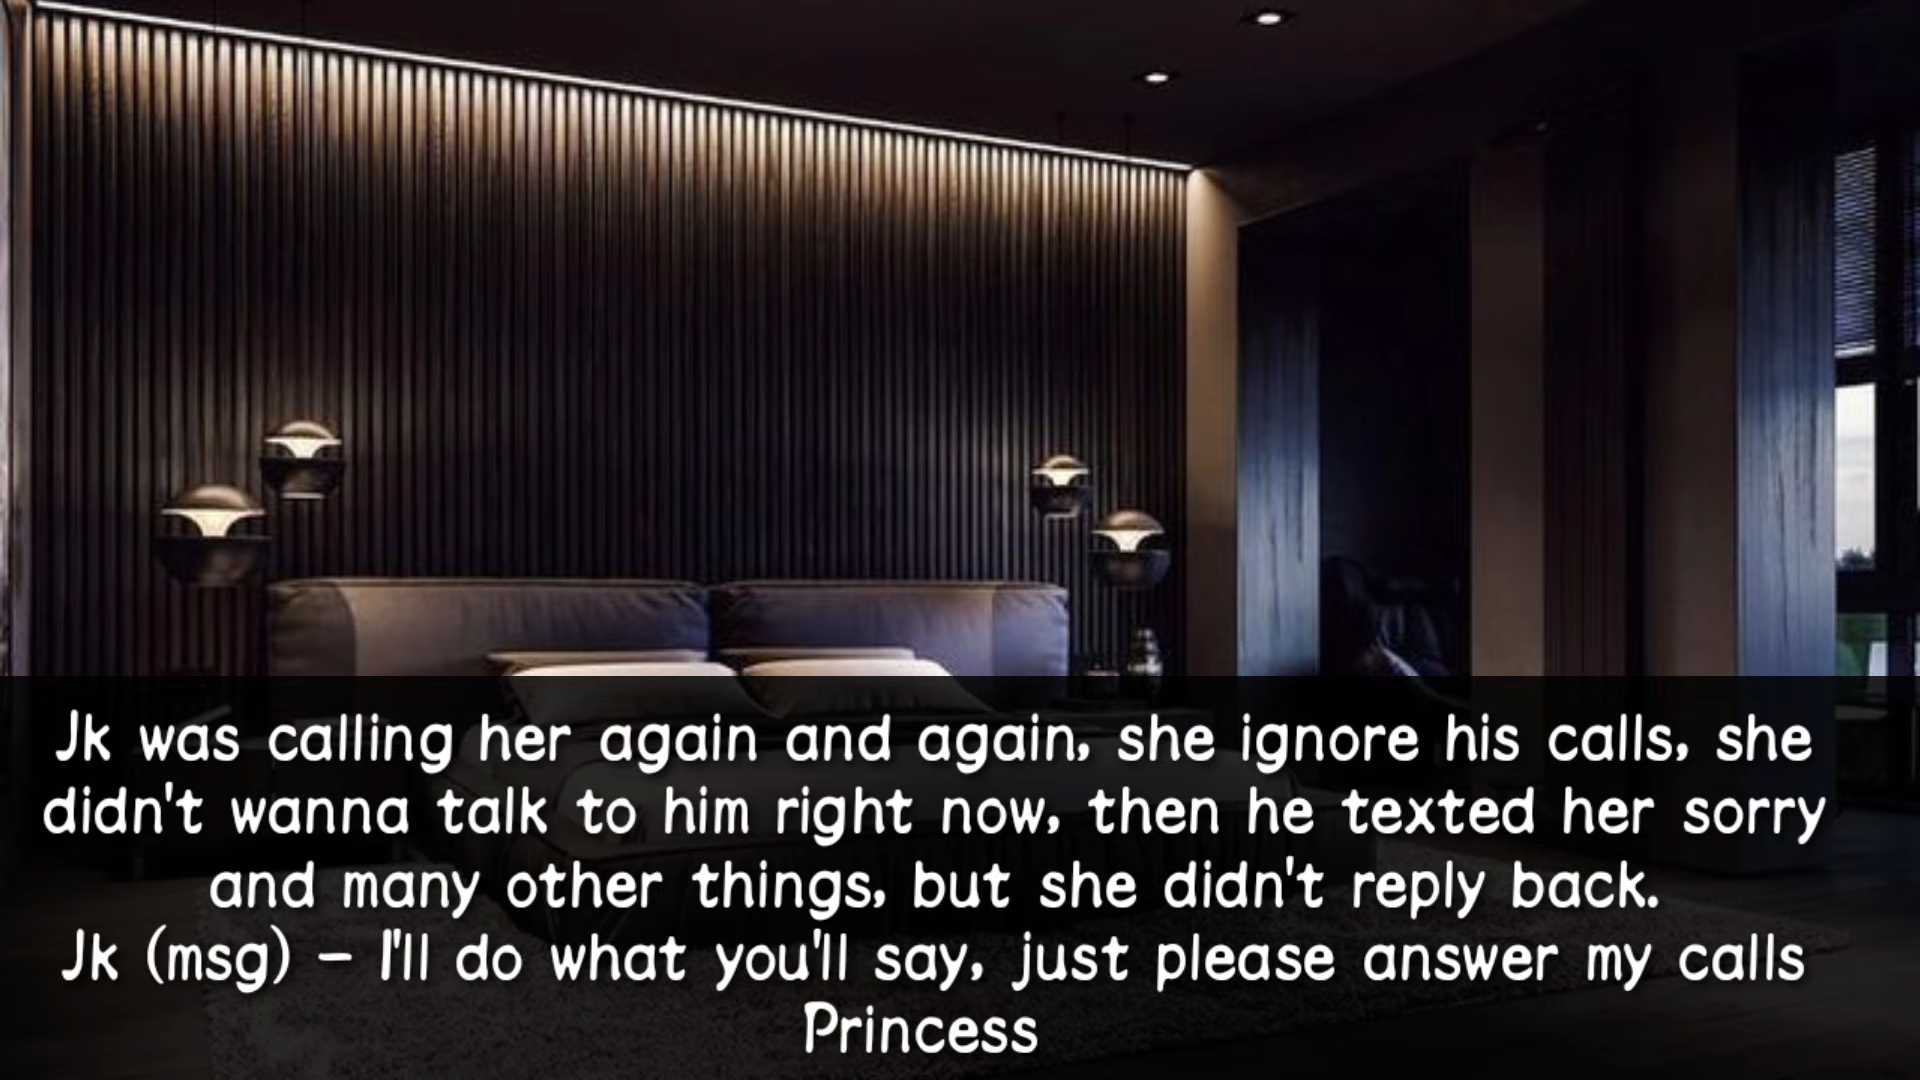 Jk was calling her again and again, she ignore his calls, she
didn't wanna talk to him right now, then he texted her sorry
and many other things, but she didn't reply back.
Jk (msg) - I'll do what you'll say, just please answer my calls
Princess